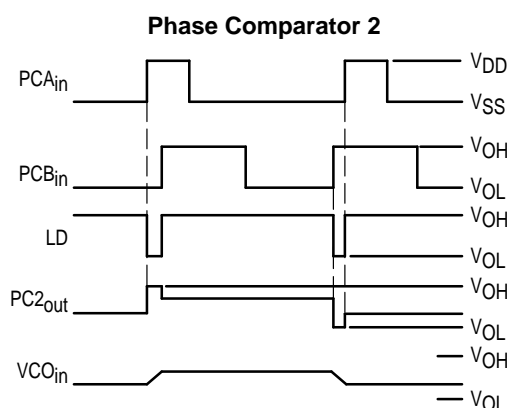 Phase Comparator 2
PCAin
VDD
VSS
PCBin
VOH
VOL
LD
VOH
VOL
PC2out
VOH
VOL
VCOin
VOH
VOL